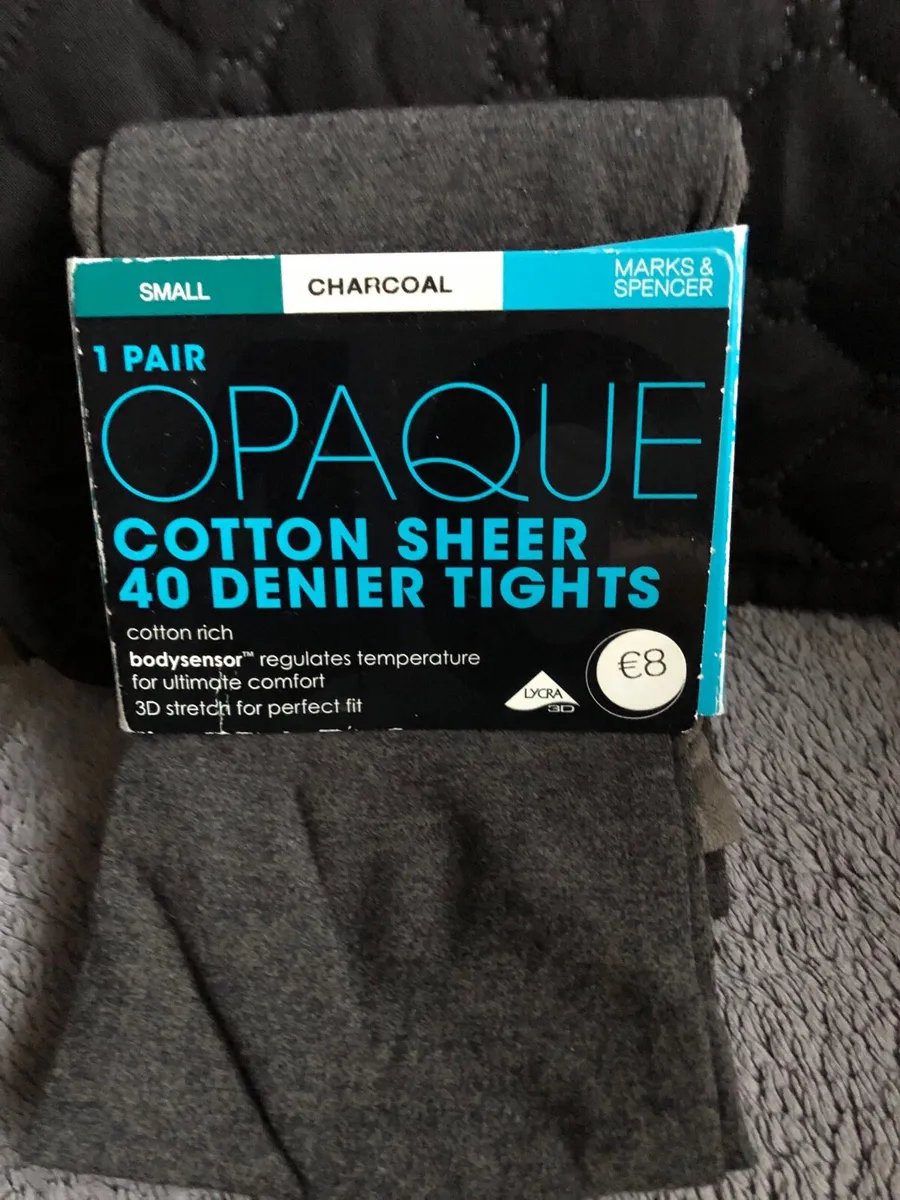 SMALL
CHARCOAL
MARKS &
SPENCER
1 PAIR
OPAQUE
COTTON SHEER
40 DENIER TIGHTS
cotton rich
bodysensor™ regulates temperature
for ultimate comfort
3D stretch for perfect fit
LYCRA
3D
€8